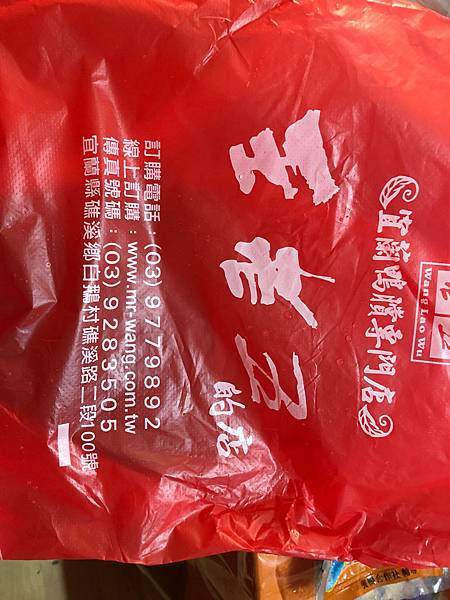 Wang Lao Wu
宜蘭鴨賞專門店
王老五
的店
訂購電話：(03)9779892
線上訂購：www.mr-wang.com.tw
傳真號碼：(03)9283505
宜蘭縣礁溪鄉白鵝村礁溪路二段100號